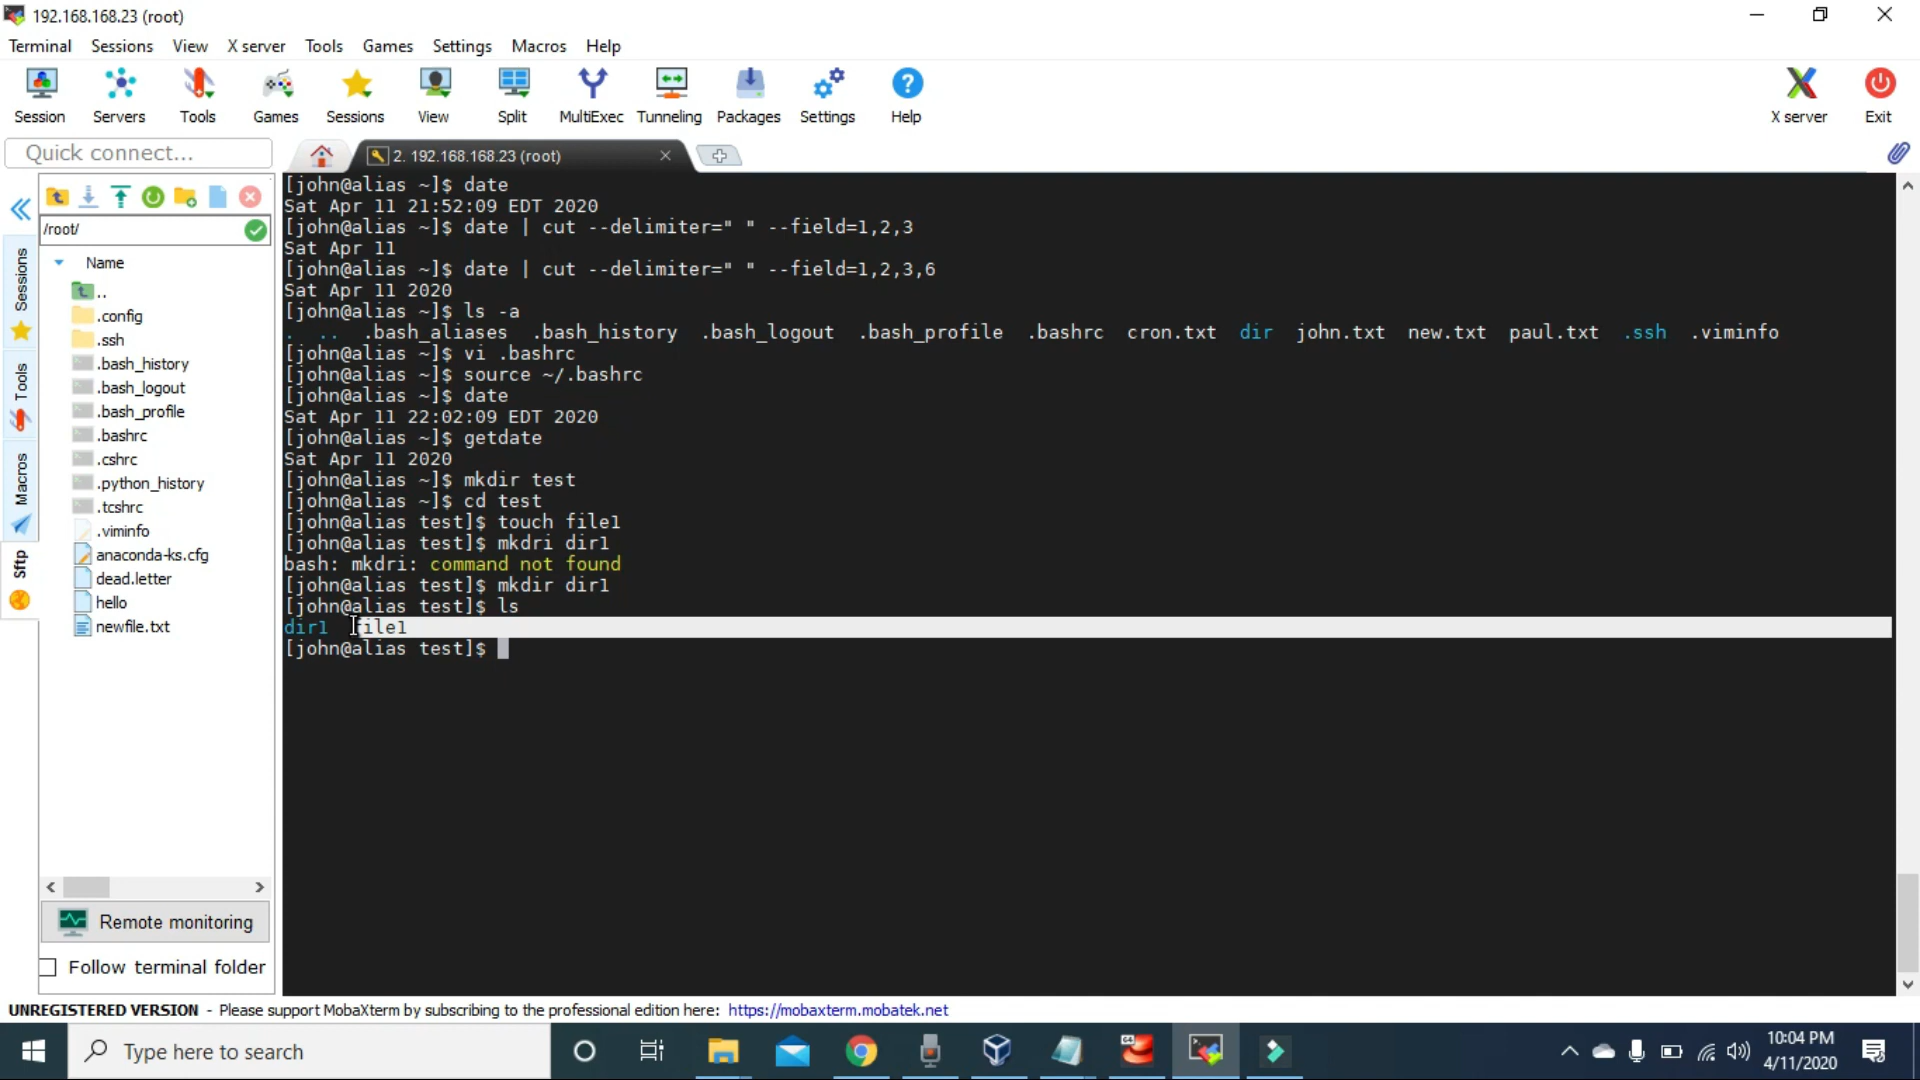 192.168.168.23 (root)
Terminal Sessions View X server Tools Games Settings Macros Help
Session Servers Tools Games Sessions View Split MultiExec Tunneling Packages Settings Help X server Exit
Quick connect...
2. 192.168.168.23 (root)
/root/
Name
..
.config
.ssh
.bash_history
.bash_logout
.bash_profile
.bashrc
.cshrc
.python_history
.tcshrc
.viminfo
anaconda-ks.cfg
dead.letter
hello
newfile.txt
Sessions
Tools
Macros
Sftp
Remote monitoring
Follow terminal folder
[john@alias ~]$ date
Sat Apr 11 21:52:09 EDT 2020
[john@alias ~]$ date | cut --delimiter=" " --field=1,2,3
Sat Apr 11
[john@alias ~]$ date | cut --delimiter=" " --field=1,2,3,6
Sat Apr 11 2020
[john@alias ~]$ ls -a
. .. .bash_aliases .bash_history .bash_logout .bash_profile .bashrc cron.txt dir john.txt new.txt paul.txt .ssh .viminfo
[john@alias ~]$ vi .bashrc
[john@alias ~]$ source ~/.bashrc
[john@alias ~]$ date
Sat Apr 11 22:02:09 EDT 2020
[john@alias ~]$ getdate
Sat Apr 11 2020
[john@alias ~]$ mkdir test
[john@alias ~]$ cd test
[john@alias test]$ touch file1
[john@alias test]$ mkdri dir1
bash: mkdri: command not found
[john@alias test]$ mkdir dir1
[john@alias test]$ ls
dir1 file1
[john@alias test]$
UNREGISTERED VERSION - Please support MobaXterm by subscribing to the professional edition here: https://mobaxterm.mobatek.net
Type here to search
10:04 PM
4/11/2020